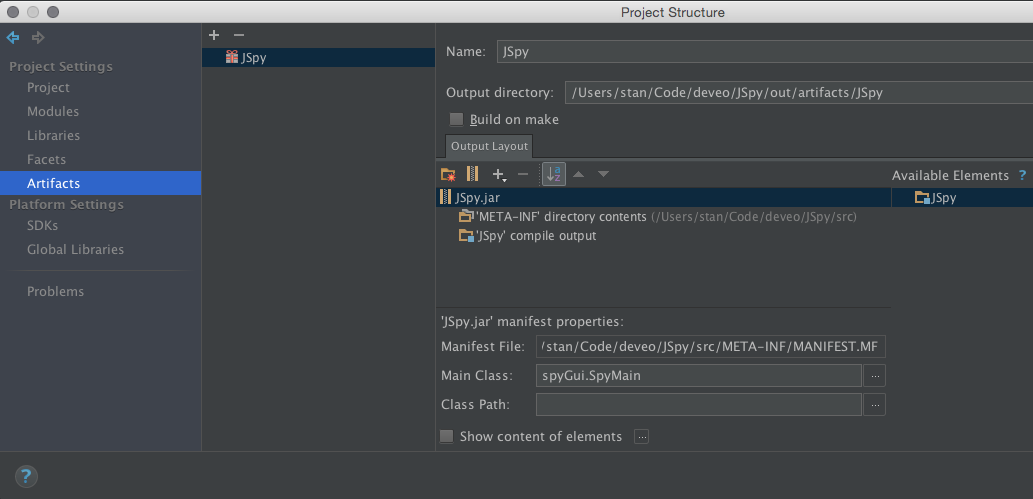 Project Structure
Project Settings
Project
Modules
Libraries
Facets
Artifacts
Platform Settings
SDKs
Global Libraries
Problems
JSpy
Name: JSpy
Output directory: /Users/stan/Code/deveo/JSpy/out/artifacts/JSpy
Build on make
Output Layout
Available Elements ?
JSpy.jar
'META-INF' directory contents (/Users/stan/Code/deveo/JSpy/src)
'JSpy' compile output
JSpy
'JSpy.jar' manifest properties:
Manifest File: /stan/Code/deveo/JSpy/src/META-INF/MANIFEST.MF
Main Class: spyGui.SpyMain ...
Class Path: ...
Show content of elements ...
?